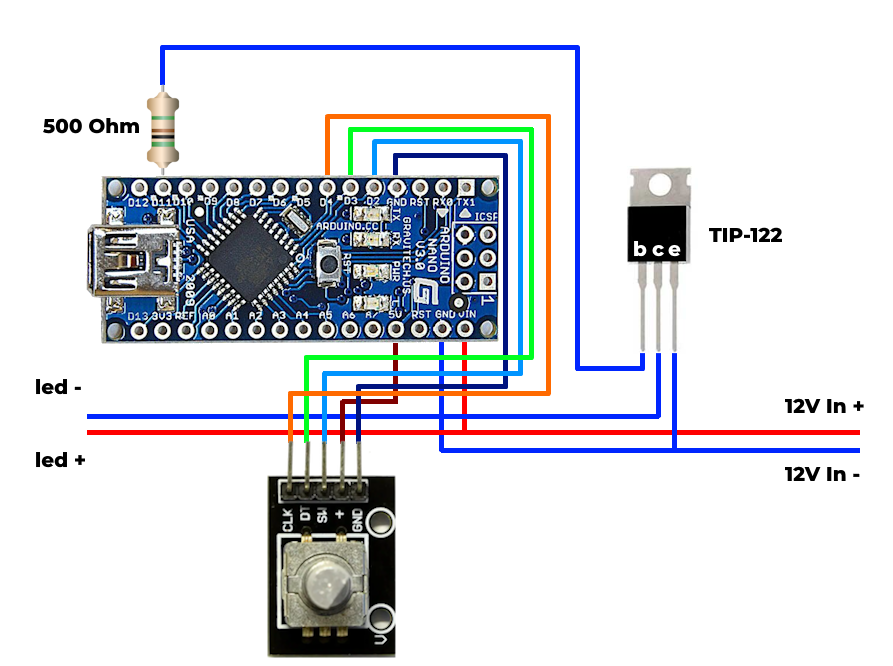 500 Ohm
D12 D11 D10 D9 D8 D7 D6 D5 D4 D3 D2 GND RST RX0 TX1
USA
2009
ARDUINO.CC
RST
TX
RX
PWR
L
GRAVITECH.US
ARDUINO
NANO
V3.0
ICSP
1
D13 3V3 REF A0 A1 A2 A3 A4 A5 A6 A7 5V RST GND VIN
b c e
TIP-122
led -
led +
12V In +
12V In -
CLK
DT
SW
+
GND